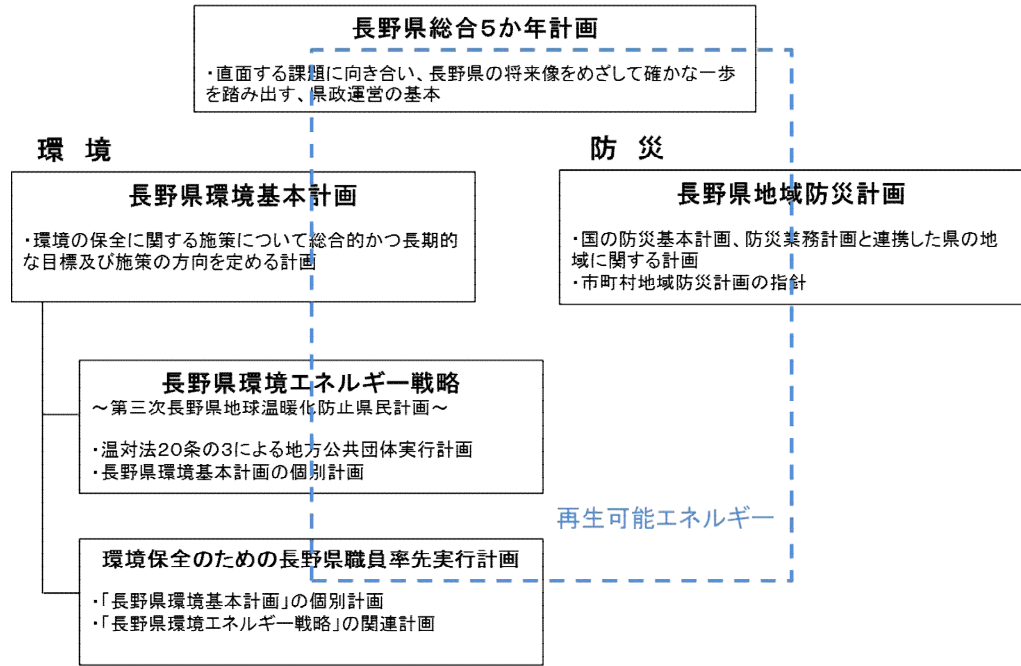 長野県総合5か年計画
・直面する課題に向き合い、長野県の将来像をめざして確かな一歩
を踏み出す、県政運営の基本
環　境
長野県環境基本計画
・環境の保全に関する施策について総合的かつ長期的
な目標及び施策の方向を定める計画
防　災
長野県地域防災計画
・国の防災基本計画、防災業務計画と連携した県の地
域に関する計画
・市町村地域防災計画の指針
長野県環境エネルギー戦略
～第三次長野県地球温暖化防止県民計画～
・温対法20条の3による地方公共団体実行計画
・長野県環境基本計画の個別計画
再生可能エネルギー
環境保全のための長野県職員率先実行計画
・「長野県環境基本計画」の個別計画
・「長野県環境エネルギー戦略」の関連計画